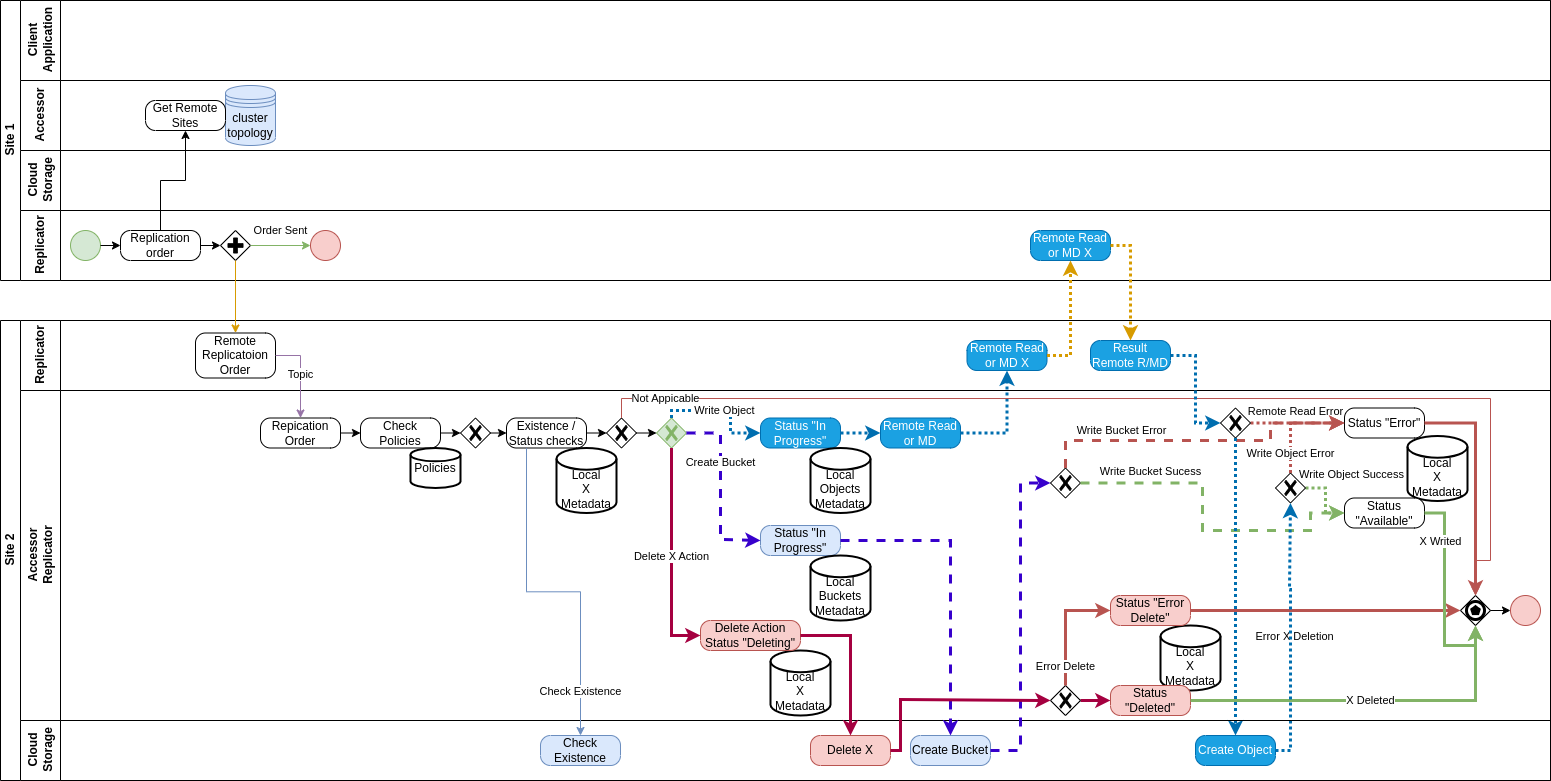 Site 1
Client
Application
Accessor
Cloud
Storage
Replicator
Get Remote
Sites
cluster
topology
Replication
order
Order Sent
Remote Read
or MD X
Site 2
Replicator
Accessor
Replicator
Cloud
Storage
Remote
Replicatoion
Order
Topic
Remote Read
or MD X
Result
Remote R/MD
Repication
Order
Check
Policies
Policies
Existence /
Status checks
Local
X
Metadata
Not Appicable
Write Object
Create Bucket
Delete X Action
Status "In
Progress"
Local
Objects
Metadata
Remote Read
or MD
Status "In
Progress"
Local
Buckets
Metadata
Delete Action
Status "Deleting"
Local
X
Metadata
Write Bucket Error
Write Bucket Sucess
Remote Read Error
Write Object Error
Write Object Success
Status "Error"
Local
X
Metadata
Status
"Available"
X Writed
Status "Error
Delete"
Local
X
Metadata
Error X Deletion
Error Delete
Status
"Deleted"
X Deleted
Check Existence
Check
Existence
Delete X
Create Bucket
Create Object